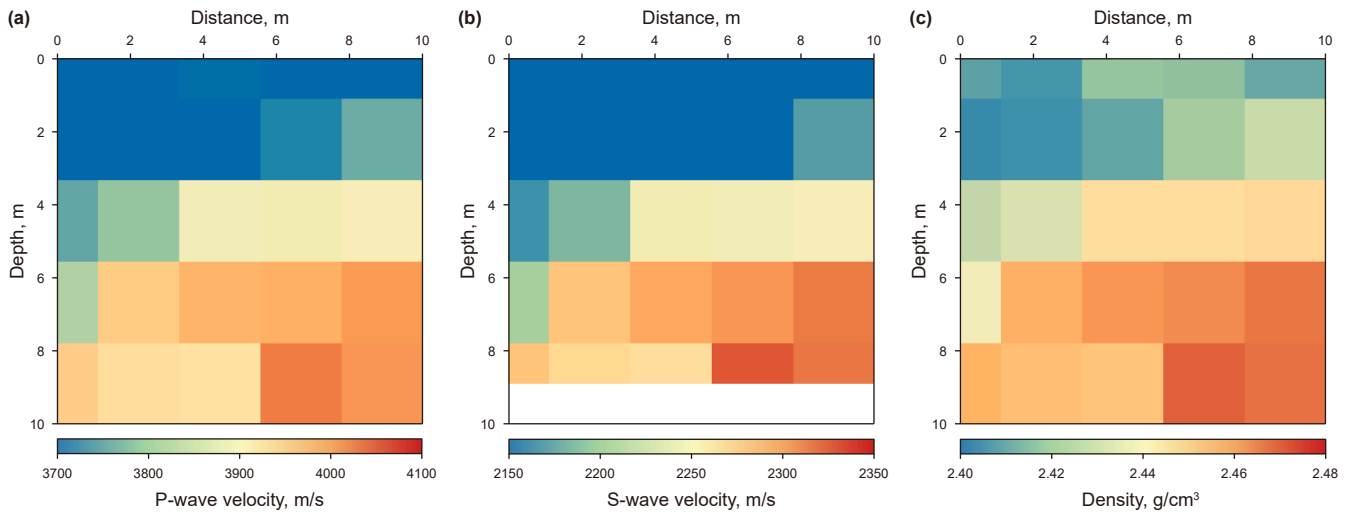 (a) Distance, m
0 2 4 6 8 10
0
2
4
6
8
10
Depth, m
3700 3800 3900 4000 4100
P-wave velocity, m/s
(b) Distance, m
0 2 4 6 8 10
0
2
4
6
8
10
Depth, m
2150 2200 2250 2300 2350
S-wave velocity, m/s
(c) Distance, m
0 2 4 6 8 10
0
2
4
6
8
10
Depth, m
2.40 2.42 2.44 2.46 2.48
Density, g/cm³